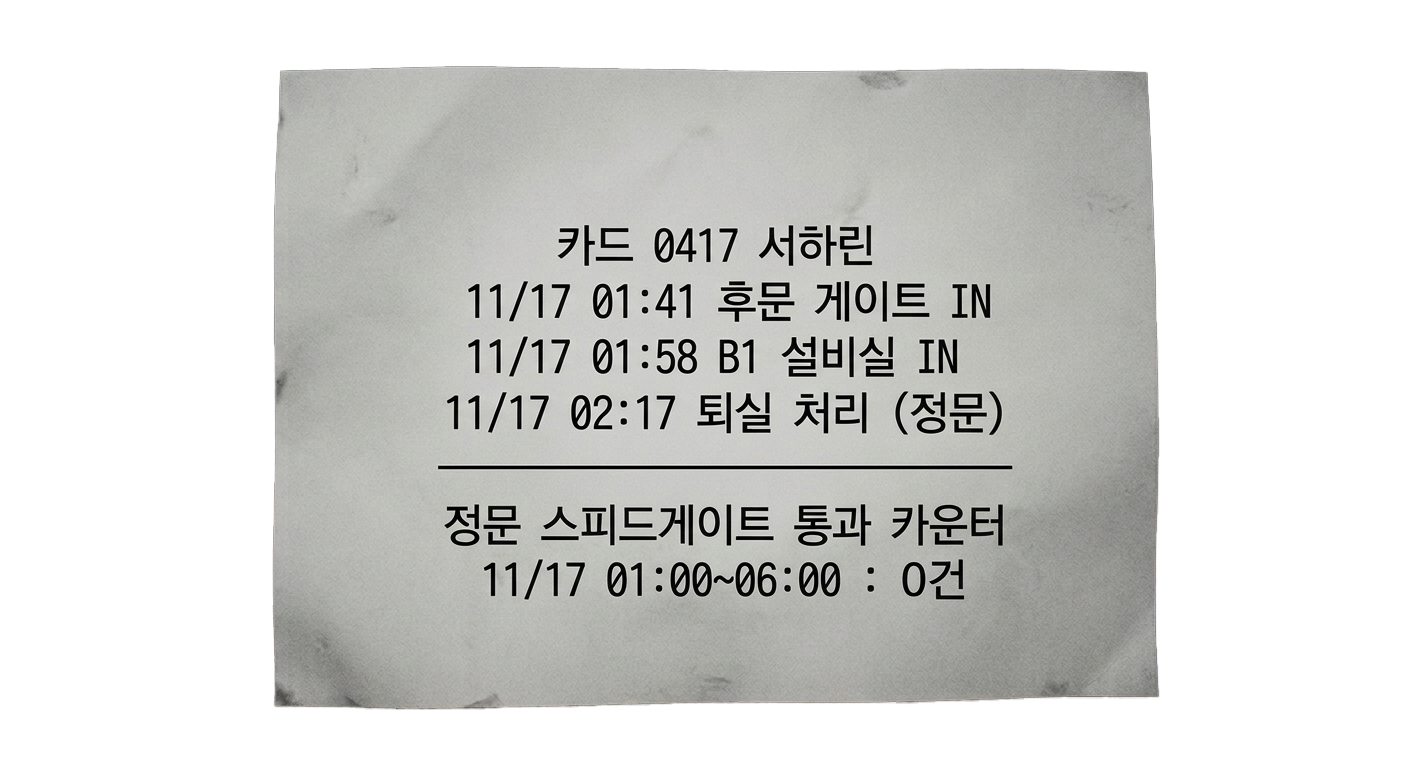 카드 0417 서하린
11/17 01:41 후문 게이트 IN
11/17 01:58 B1 설비실 IN
11/17 02:17 퇴실 처리 (정문)
정문 스피드게이트 통과 카운터
11/17 01:00~06:00 : 0건